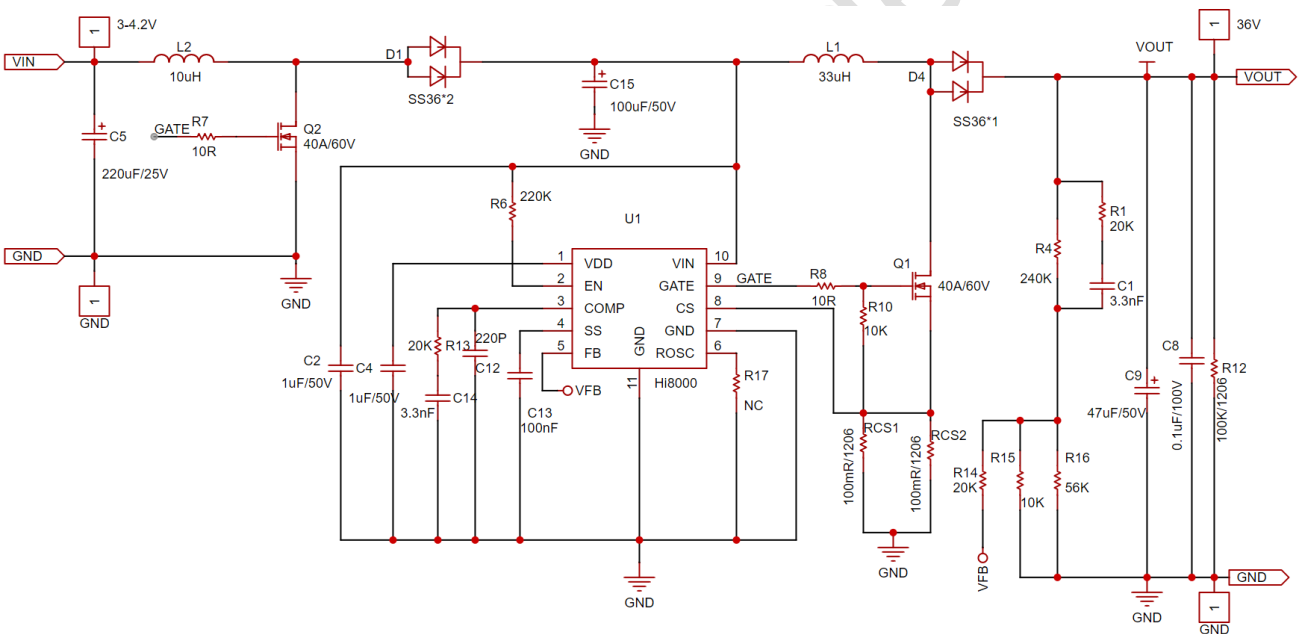 3-4.2V
1
VIN
L2
10uH
D1
SS36*2
C15
100uF/50V
GND
L1
33uH
D4
SS36*1
VOUT
1
36V
VOUT
C5
220uF/25V
GATE
R7
10R
Q2
40A/60V
GND
1
GND
GND
R6
220K
U1
1
VDD
2
EN
3
COMP
4
SS
5
FB
GND
11
VIN
10
GATE
9
CS
8
GND
7
ROSC
6
Hi8000
GATE
R8
10R
R10
10K
Q1
40A/60V
C2
1uF/50V
C4
1uF/50V
20K
R13
3.3nF
C14
220P
C12
C13
100nF
VFB
R17
NC
GND
RCS1
100mR/1206
RCS2
100mR/1206
GND
R1
20K
R4
240K
C1
3.3nF
R14
20K
VFB
R15
10K
R16
56K
C9
47uF/50V
C8
0.1uF/100V
R12
100K/1206
GND
GND
1
GND